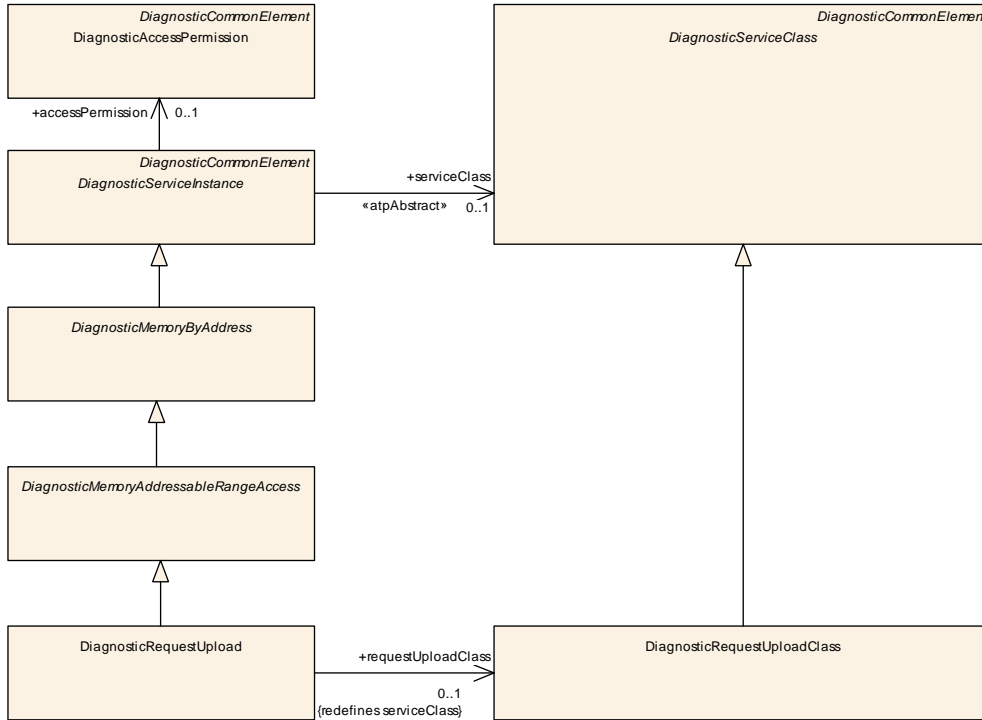 DiagnosticCommonElement
DiagnosticAccessPermission
DiagnosticCommonElement
DiagnosticServiceClass
+accessPermission
0..1
DiagnosticCommonElement
DiagnosticServiceInstance
+serviceClass
«atpAbstract»
0..1
DiagnosticMemoryByAddress
DiagnosticMemoryAddressableRangeAccess
DiagnosticRequestUpload
+requestUploadClass
0..1
{redefines serviceClass}
DiagnosticRequestUploadClass